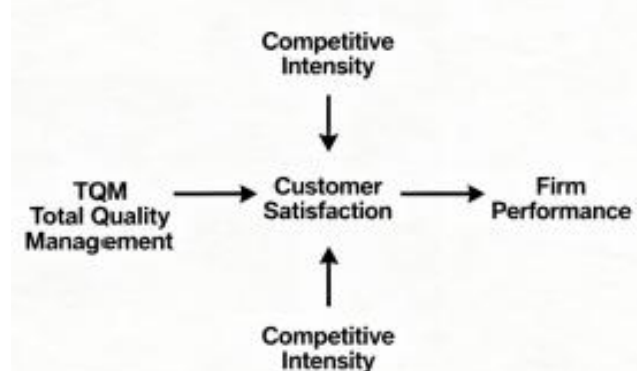 Competitive
Intensity
TQM
Total Quality
Management
Customer
Satisfaction
Firm
Performance
Competitive
Intensity